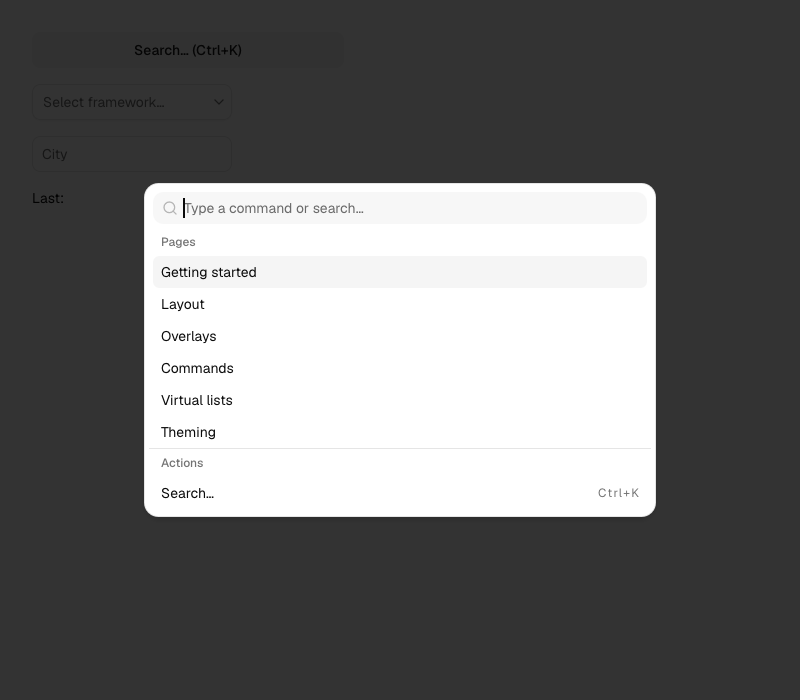 Search... (Ctrl+K)
Select framework...
City
Last:
Type a command or search...
Pages
Getting started
Layout
Overlays
Commands
Virtual lists
Theming
Actions
Search... Ctrl+K